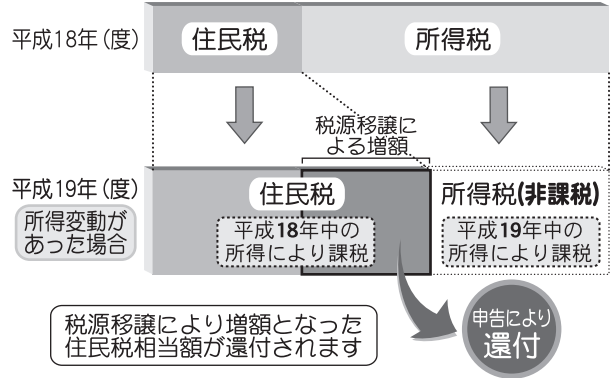 平成18年(度)
住民税
所得税
税源移譲に
よる増額
平成19年(度)
所得変動が
あった場合
住民税
平成18年中の
所得により課税
所得税(非課税)
平成19年中の
所得により課税
税源移譲により増額となった
住民税相当額が還付されます
申告により
還付